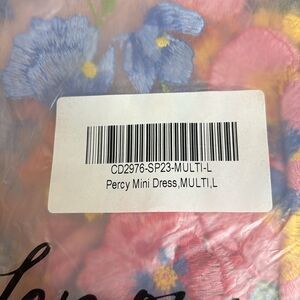 CD2976-SP23-MULTI-L
Percy Mini Dress,MULTI,L